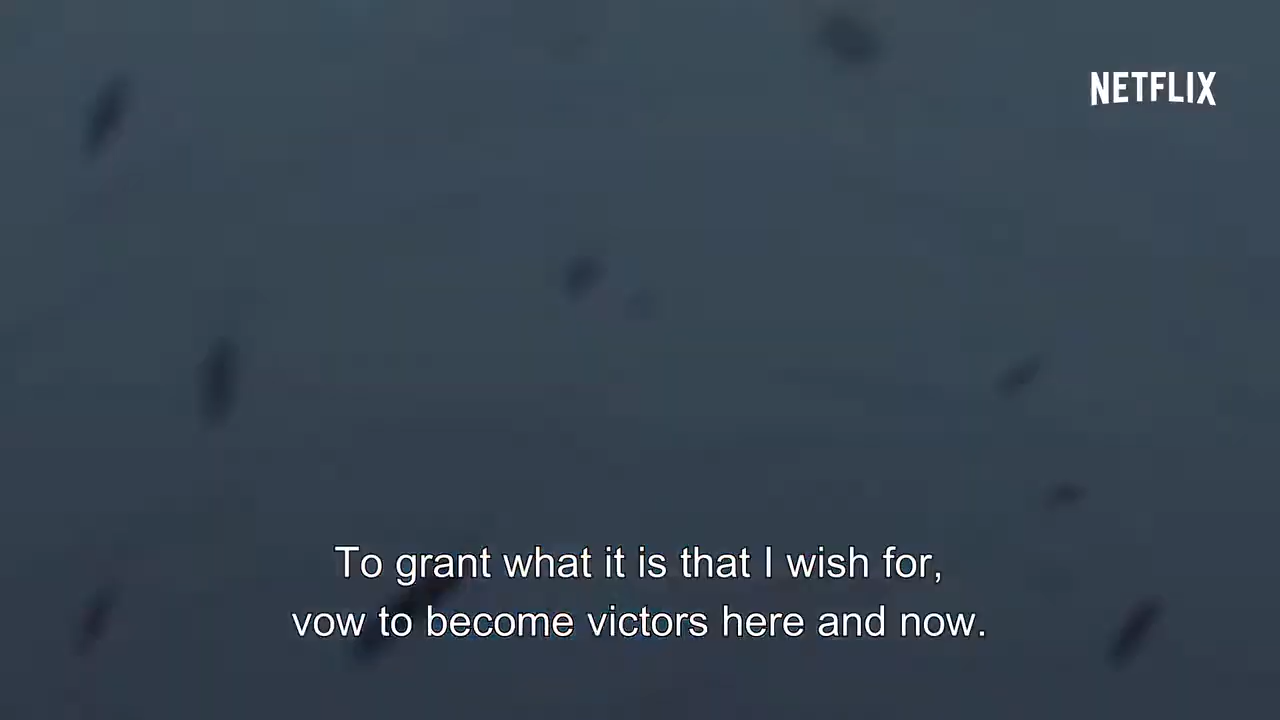 NETFLIX
To grant what it is that I wish for,
vow to become victors here and now.